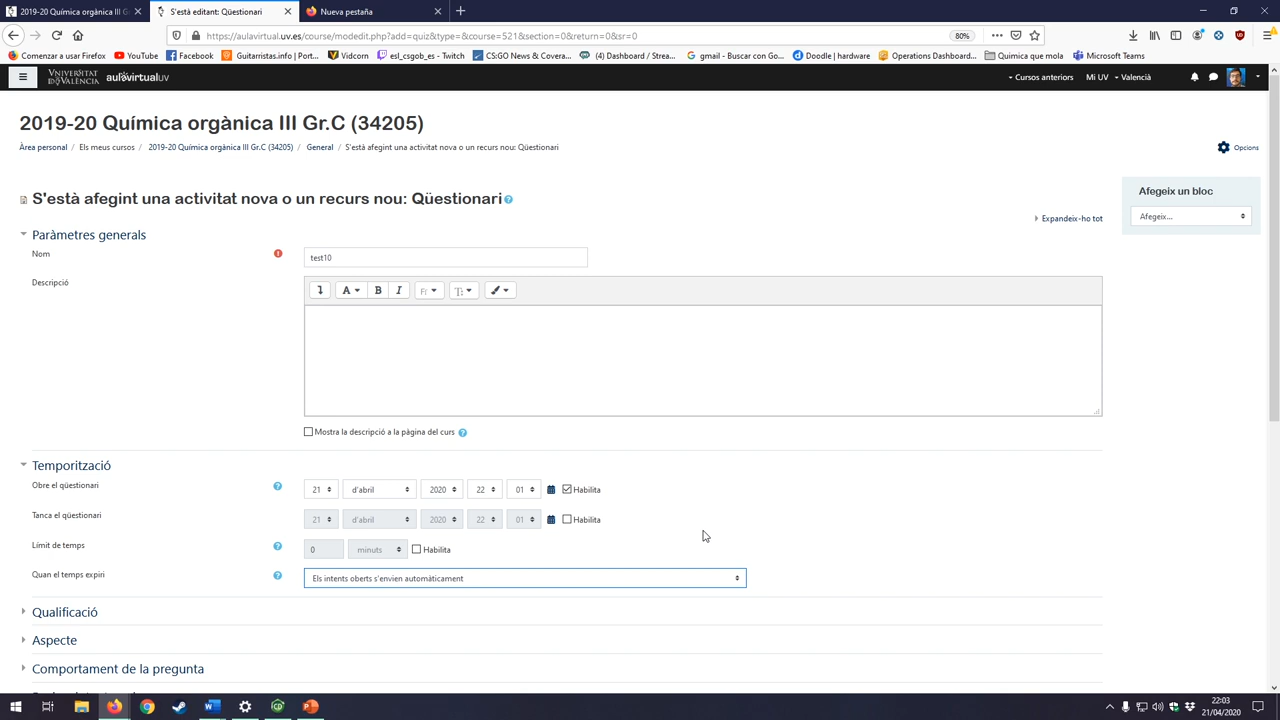 2019-20 Química orgànica III Gr
S'està editant: Qüestionari
Nueva pestaña
https://aulavirtual.uv.es/course/modedit.php?add=quiz&type=&course=521&section=0&return=0&sr=0
80%
Comenzar a usar Firefox
YouTube
Facebook
Guitarristas.info | Port...
Vidcorn
esl_csgob_es - Twitch
CS:GO News & Covera...
(4) Dashboard / Strea...
gmail - Buscar con Go...
Doodle | hardware
Operations Dashboard...
Quimica que mola
Microsoft Teams
VNIVERSITAT
DE VALÈNCIA
aulavirtualUV
Cursos anteriors
Mi UV
Valencià
2019-20 Química orgànica III Gr.C (34205)
Àrea personal / Els meus cursos / 2019-20 Química orgànica III Gr.C (34205) / General / S'està afegint una activitat nova o un recurs nou: Qüestionari
Opcions
Afegeix un bloc
Afegeix...
S'està afegint una activitat nova o un recurs nou: Qüestionari
Expandeix-ho tot
Paràmetres generals
Nom
test10
Descripció
A
B
I
Mostra la descripció a la pàgina del curs
Temporització
Obre el qüestionari
21 d'abril 2020 22 01 Habilita
Tanca el qüestionari
21 d'abril 2020 22 01 Habilita
Límit de temps
0 minuts Habilita
Quan el temps expiri
Els intents oberts s'envien automàticament
Qualificació
Aspecte
Comportament de la pregunta
22:03
21/04/2020